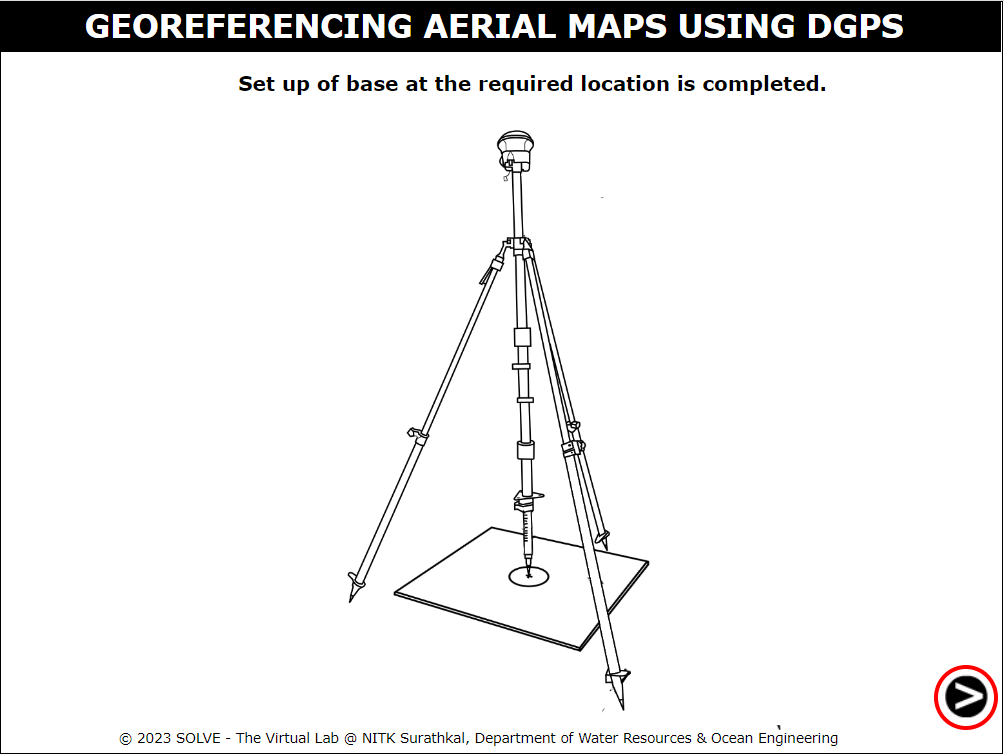 GEOREFERENCING AERIAL MAPS USING DGPS
Set up of base at the required location is completed.
© 2023 SOLVE - The Virtual Lab @ NITK Surathkal, Department of Water Resources & Ocean Engineering